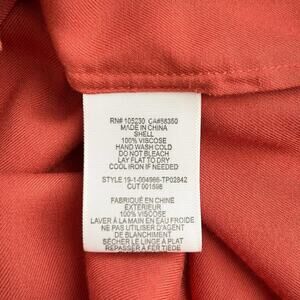 RN# 105230 CA#56350
MADE IN CHINA
SHELL
100% VISCOSE
HAND WASH COLD
DO NOT BLEACH
LAY FLAT TO DRY
COOL IRON IF NEEDED
STYLE 19-1-004966-TP02842
CUT 001598
FABRIQUÉ EN CHINE
EXTÉRIEUR
100% VISCOSE
LAVER À LA MAIN EN EAU FROIDE
NE PAS UTILISEZ D'AGENT
DE BLANCHIMENT
SÉCHER LE LINGE À PLAT
REPASSER À FER TIÈDE